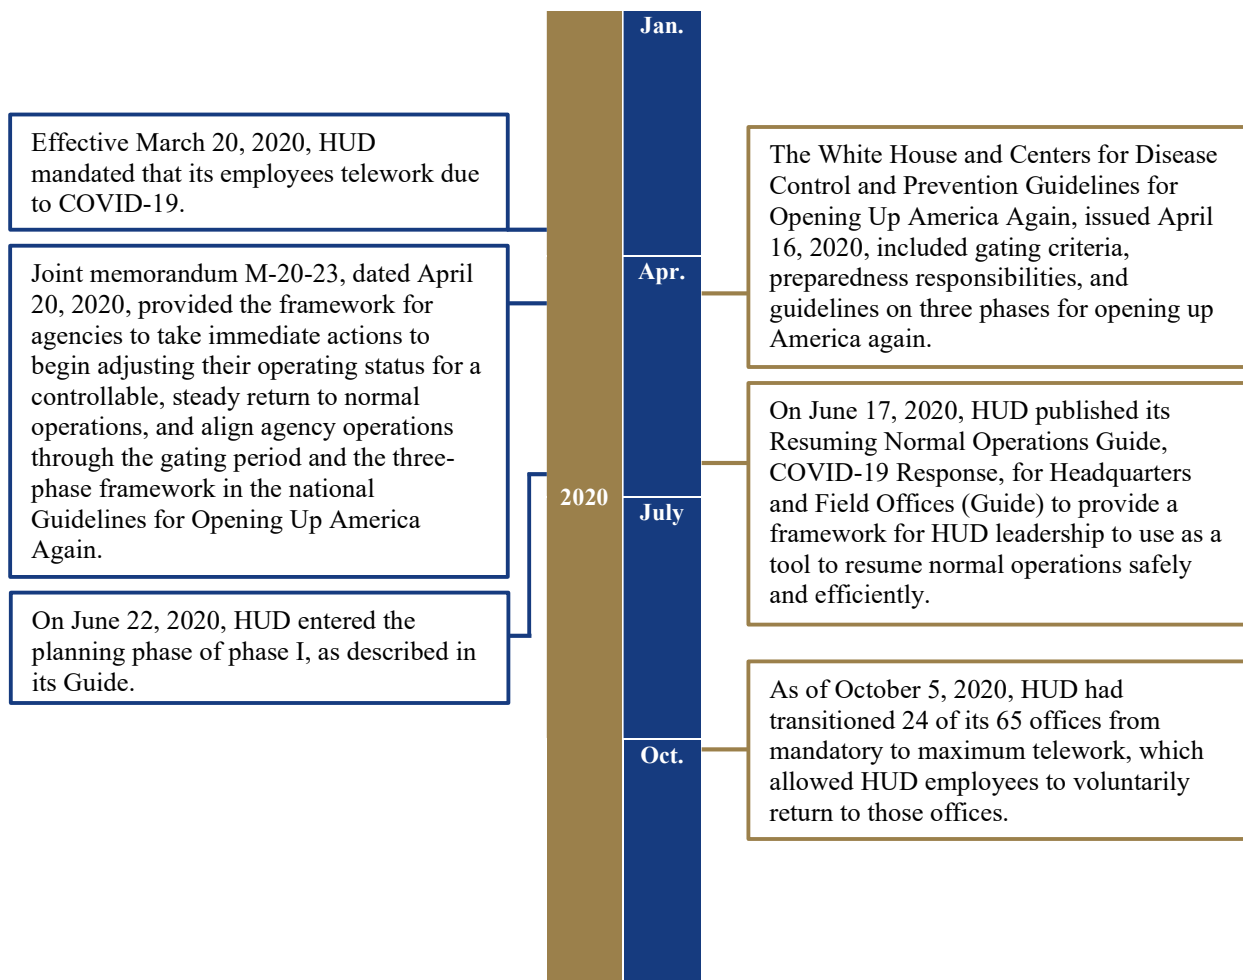 Jan.
Effective March 20, 2020, HUD
mandated that its employees telework due
to COVID-19.
The White House and Centers for Disease
Control and Prevention Guidelines for
Opening Up America Again, issued April
16, 2020, included gating criteria,
preparedness responsibilities, and
guidelines on three phases for opening up
America again.
Apr.
Joint memorandum M-20-23, dated April
20, 2020, provided the framework for
agencies to take immediate actions to
begin adjusting their operating status for a
controllable, steady return to normal
operations, and align agency operations
through the gating period and the three-
phase framework in the national
Guidelines for Opening Up America
Again.
On June 17, 2020, HUD published its
Resuming Normal Operations Guide,
COVID-19 Response, for Headquarters
and Field Offices (Guide) to provide a
framework for HUD leadership to use as a
tool to resume normal operations safely
and efficiently.
2020
July
On June 22, 2020, HUD entered the
planning phase of phase I, as described in
its Guide.
As of October 5, 2020, HUD had
transitioned 24 of its 65 offices from
mandatory to maximum telework, which
allowed HUD employees to voluntarily
return to those offices.
Oct.